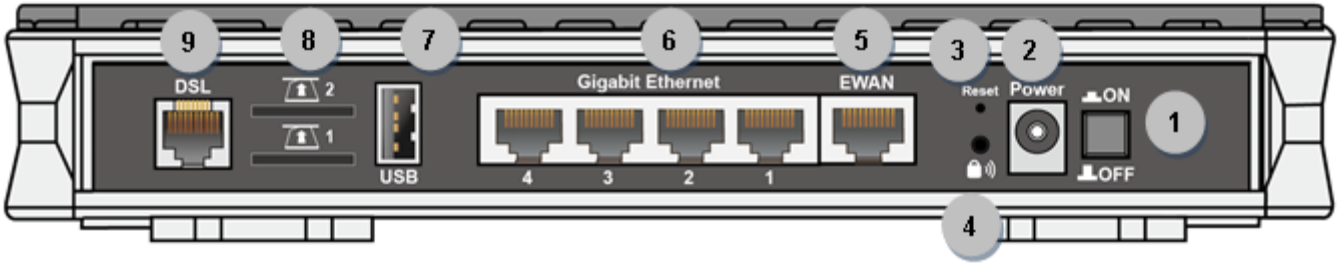 9 8 7 6 5 3 2
DSL 2 Gigabit Ethernet EWAN Reset Power ON
1 1
USB 4 3 2 1 OFF
4